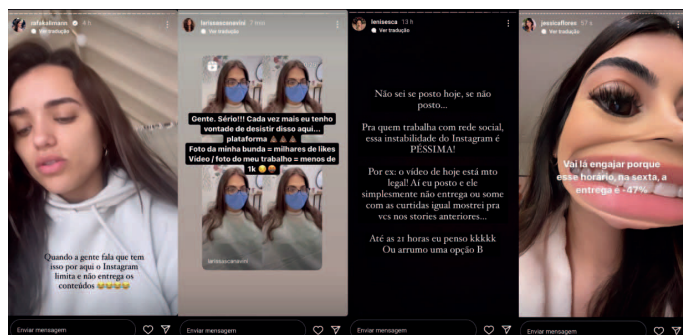 rafakalimann 4 h
Ver tradução
Quando a gente fala que tem
isso por aqui o Instagram
limita e não entrega os
conteúdos 😂😂😂😂
Enviar mensagem
larissacanavisi 7 min
Ver tradução
Gente. Sério!!! Cada vez mais eu tenho
vontade de desistir disso aqui...
plataforma 💩💩💩
Foto da minha bunda = milhares de likes
Vídeo / foto do meu trabalho = menos de
1k
Enviar mensagem
lenisesca 13 h
Ver tradução
Não sei se posto hoje, se não
posto...
Pra quem trabalha com rede social,
essa instabilidade do Instagram é
PÉSSIMA!
Por ex: o vídeo de hoje está mto
legal! Aí eu posto e ele
simplesmente não entrega ou some
com as curtidas igual mostrei pra
vcs nos stories anteriores...
Até as 21 horas eu penso kkkkk
Ou arrumo uma opção B
Enviar mensagem
jessicaflores 57 s
Ver tradução
Vai lá engajar porque
esse horário, na sexta, a
entrega é -47%
Enviar mensagem